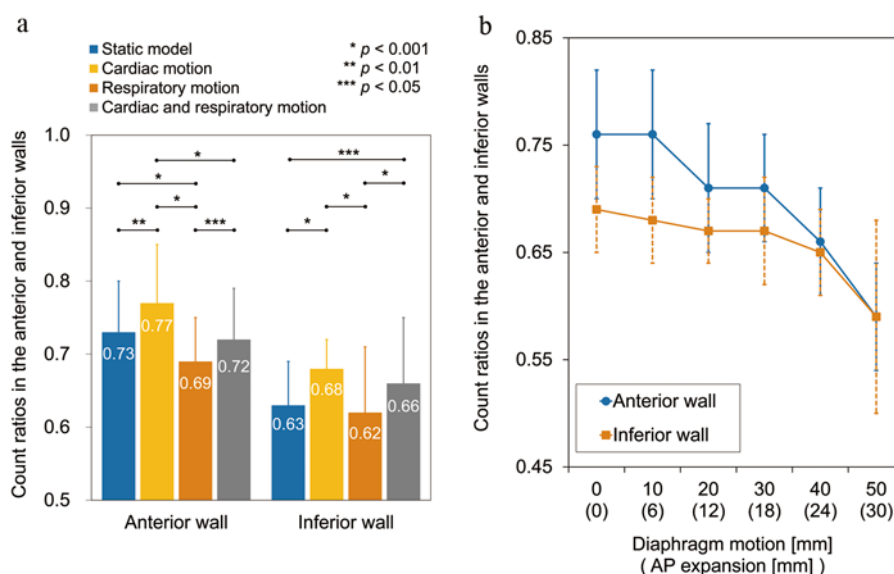 a
Static model
Cardiac motion
Respiratory motion
Cardiac and respiratory motion
* p < 0.001
** p < 0.01
*** p < 0.05
Count ratios in the anterior and inferior walls
1.0
0.9
0.8
0.7
0.6
0.5
* *** * * * * ** *** * 
0.73
0.77
0.69
0.72
0.63
0.68
0.62
0.66
Anterior wall
Inferior wall
b
Count ratios in the anterior and inferior walls
0.85
0.75
0.65
0.55
0.45
Anterior wall
Inferior wall
0 10 20 30 40 50
(0) (6) (12) (18) (24) (30)
Diaphragm motion [mm]
( AP expansion [mm] )